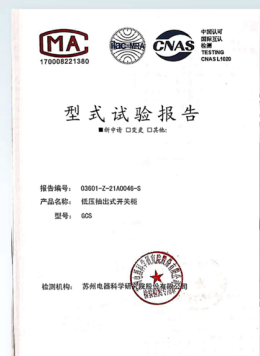 MA
170008221380
ilac-MRA
CNAS
中国认可
国际互认
检测
TESTING
CNAS L1020
型式试验报告
■新申请 □变更 □其他:
报告编号: 03601-Z-21A0046-S
产品名称: 低压抽出式开关柜
型号: GCS
检测机构: 苏州电器科学研究院股份有限公司